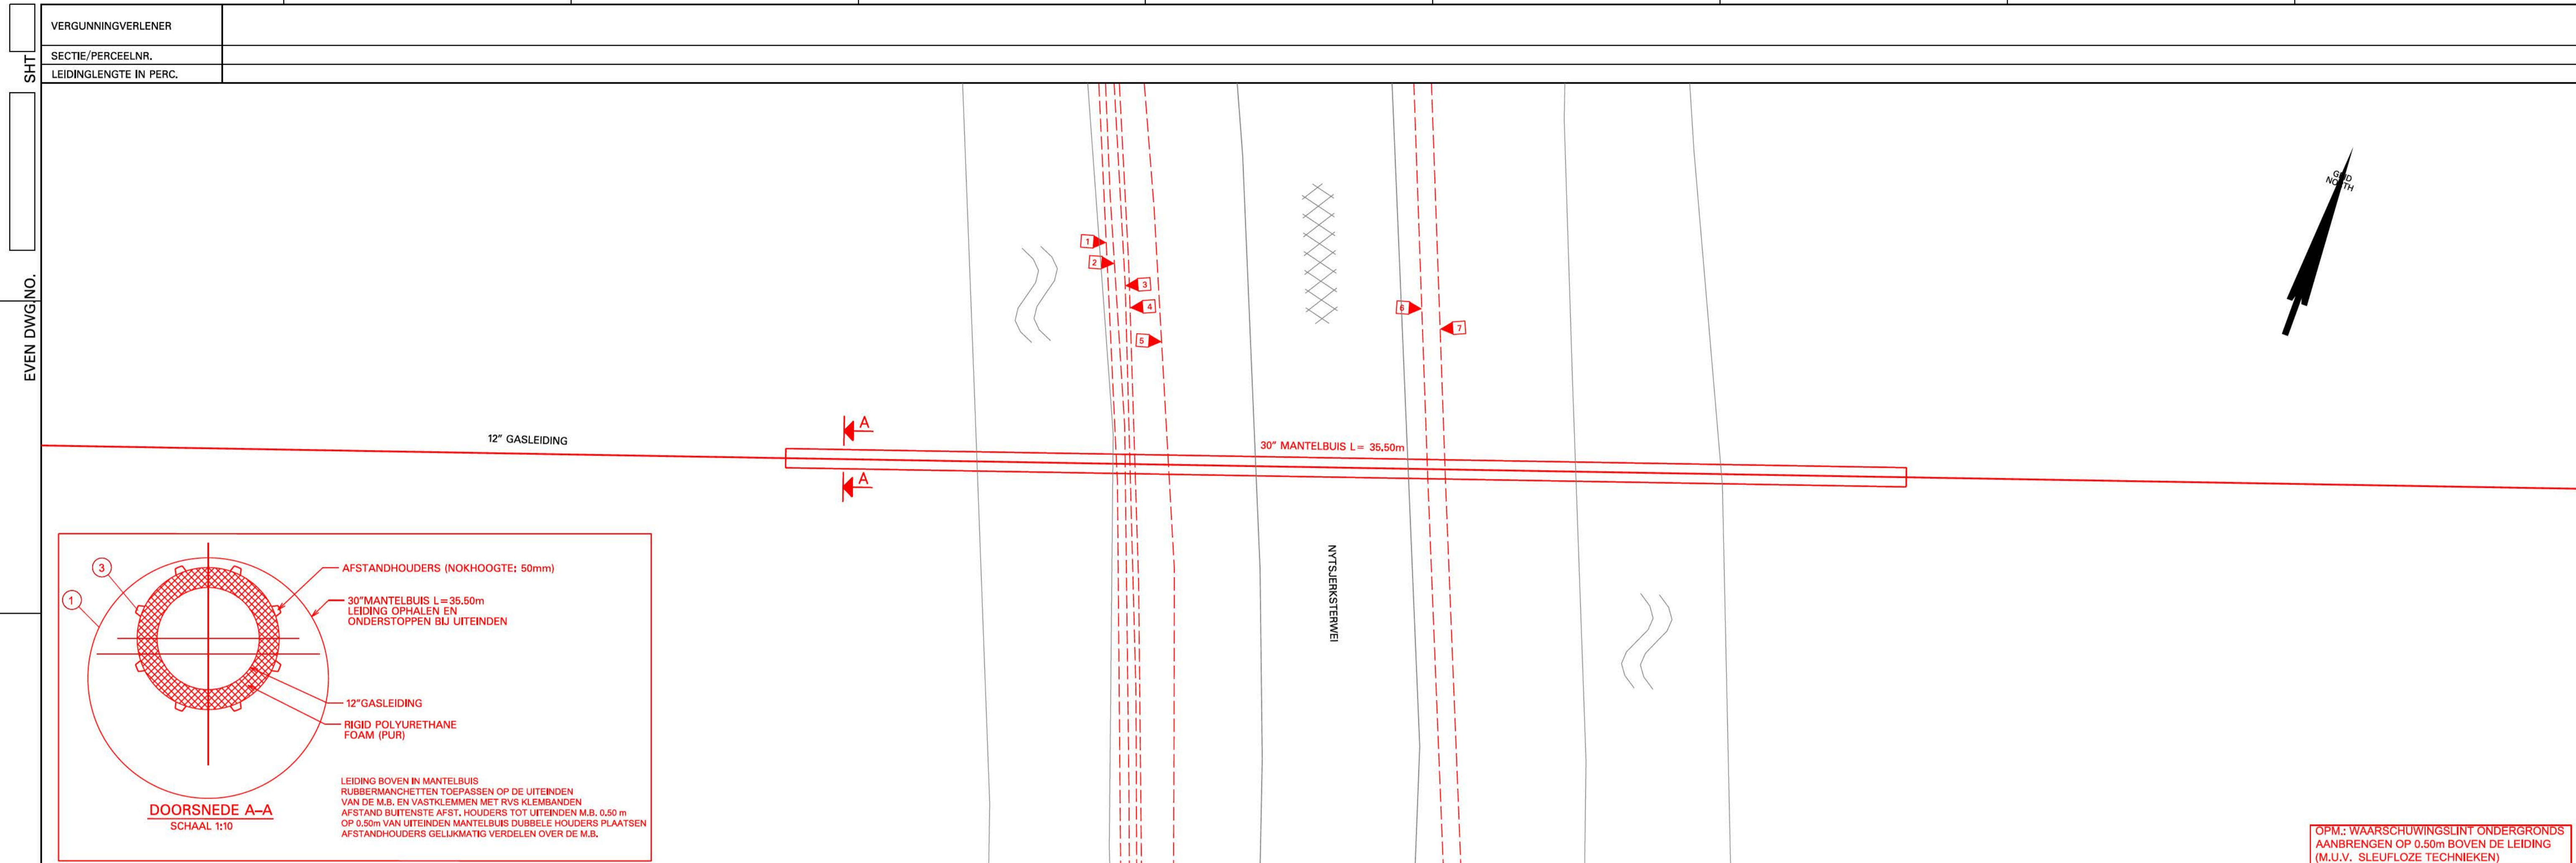 VERGUNNINGVERLENER
SECTIE/PERCEELNR.
LEIDINGLENGTE IN PERC.
SHT
EVEN DWG.NO.
GRID
NORTH
1
2
3
4
5
6
7
A
A
12" GASLEIDING
30" MANTELBUIS L= 35.50m
NYTSJERKSTERWEI
3
1
AFSTANDHOUDERS (NOKHOOGTE: 50mm)
30"MANTELBUIS L=35.50m
LEIDING OPHALEN EN
ONDERSTOPPEN BIJ UITEINDEN
12"GASLEIDING
RIGID POLYURETHANE
FOAM (PUR)
DOORSNEDE A–A
SCHAAL 1:10
LEIDING BOVEN IN MANTELBUIS
RUBBERMANCHETTEN TOEPASSEN OP DE UITEINDEN
VAN DE M.B. EN VASTKLEMMEN MET RVS KLEMBANDEN
AFSTAND BUITENSTE AFST. HOUDERS TOT UITEINDEN M.B. 0.50 m
OP 0.50m VAN UITEINDEN MANTELBUIS DUBBELE HOUDERS PLAATSEN
AFSTANDHOUDERS GELIJKMATIG VERDELEN OVER DE M.B.
OPM.: WAARSCHUWINGSLINT ONDERGRONDS
AANBRENGEN OP 0.50m BOVEN DE LEIDING
(M.U.V. SLEUFLOZE TECHNIEKEN)